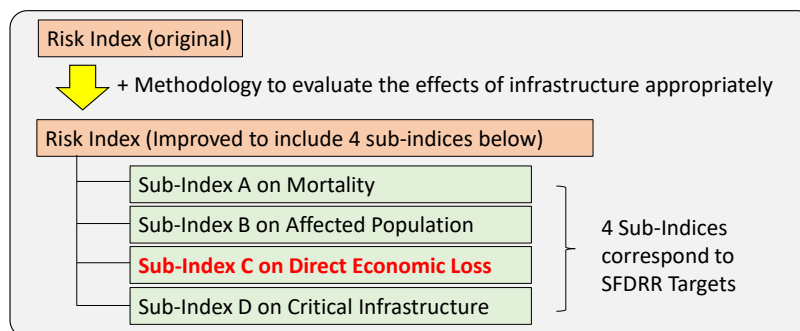 Risk Index (original)
+ Methodology to evaluate the effects of infrastructure appropriately
Risk Index (Improved to include 4 sub-indices below)
Sub-Index A on Mortality
Sub-Index B on Affected Population
Sub-Index C on Direct Economic Loss
Sub-Index D on Critical Infrastructure
4 Sub-Indices
correspond to
SFDRR Targets